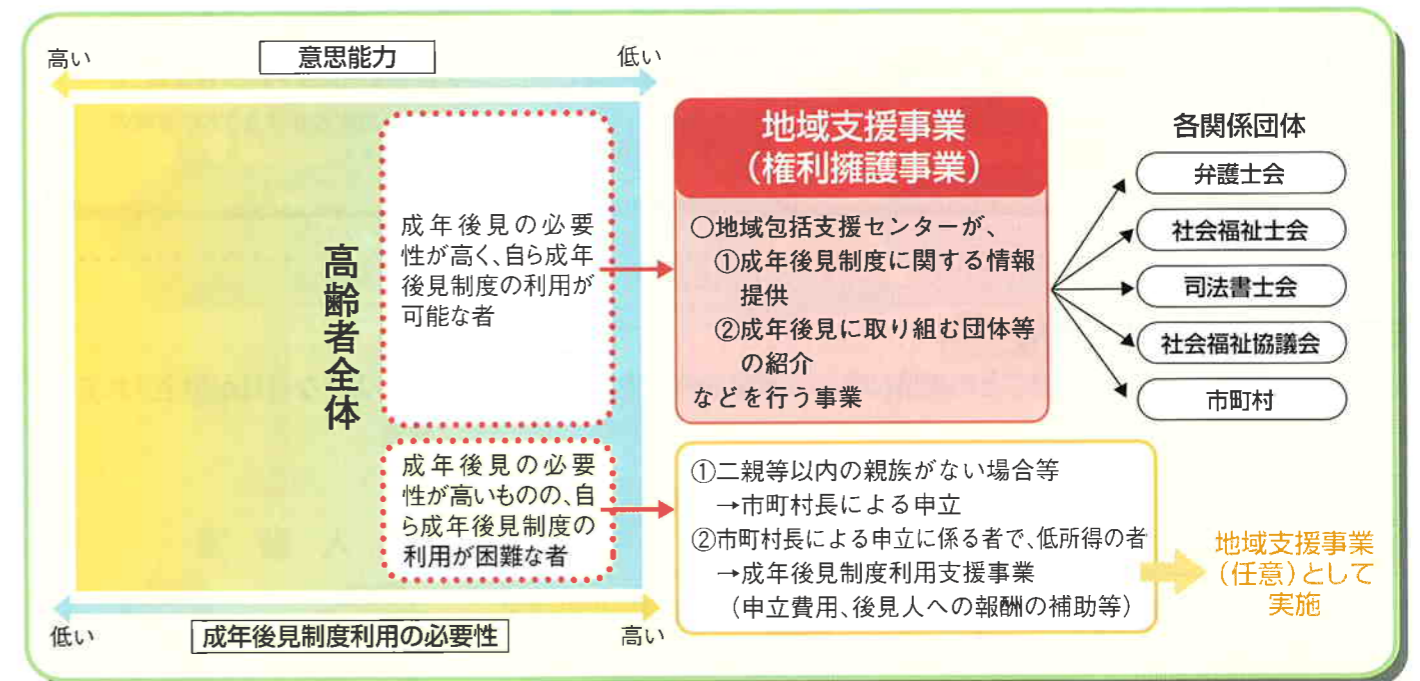 高い
意思能力
低い
高齢者全体
成年後見の必要
性が高く、自ら成年
後見制度の利用が
可能な者
成年後見の必要
性が高いものの、自
ら成年後見制度の
利用が困難な者
低い
成年後見制度利用の必要性
高い
地域支援事業
(権利擁護事業)
○地域包括支援センターが、
①成年後見制度に関する情報
提供
②成年後見に取り組む団体等
の紹介
などを行う事業
各関係団体
弁護士会
社会福祉士会
司法書士会
社会福祉協議会
市町村
①二親等以内の親族がない場合等
→市町村長による申立
②市町村長による申立に係る者で、低所得の者
→成年後見制度利用支援事業
(申立費用、後見人への報酬の補助等)
地域支援事業
(任意)として
実施